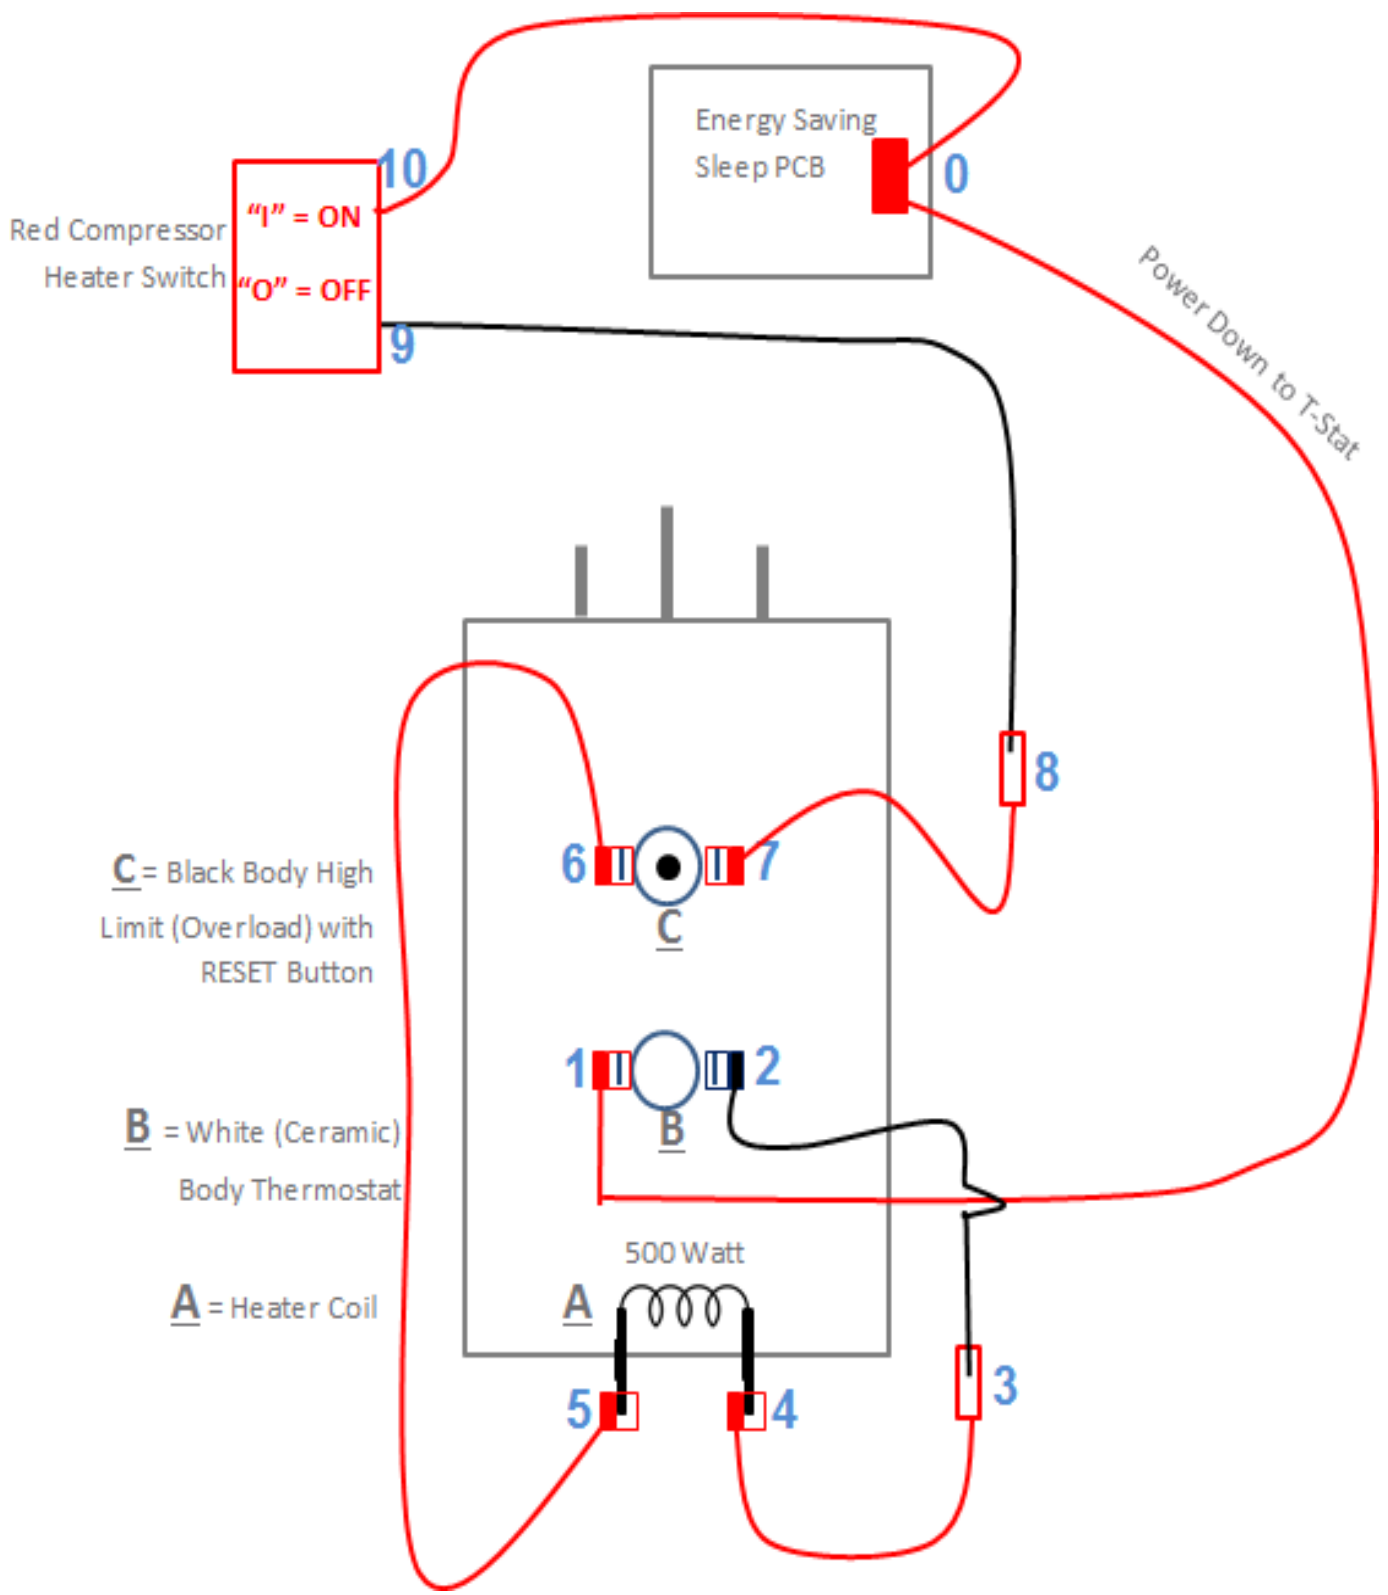 Energy Saving
Sleep PCB
0
10
"I" = ON
"O" = OFF
9
Red Compressor
Heater Switch
Power Down to T-Stat
8
6
7
C
C = Black Body High
Limit (Overload) with
RESET Button
1
2
B
B = White (Ceramic)
Body Thermostat
500 Watt
A
A = Heater Coil
3
5
4